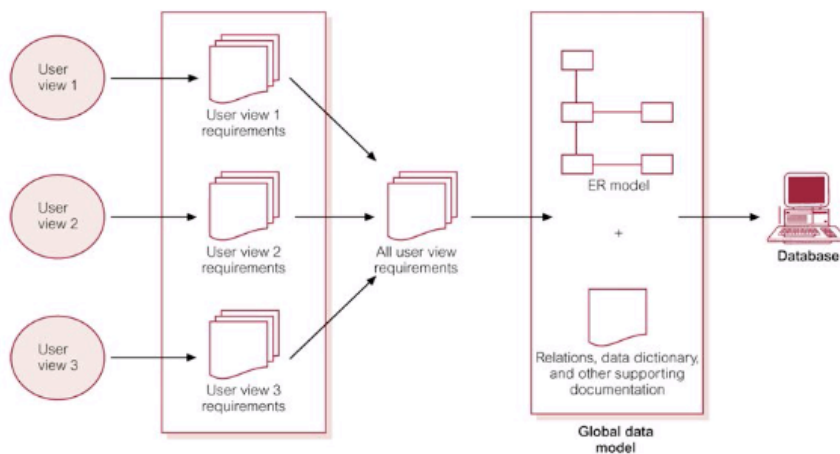 User
view 1
User view 1
requirements
User
view 2
User view 2
requirements
All user view
requirements
User
view 3
User view 3
requirements
ER model
+
Relations, data dictionary,
and other supporting
documentation
Global data
model
Database